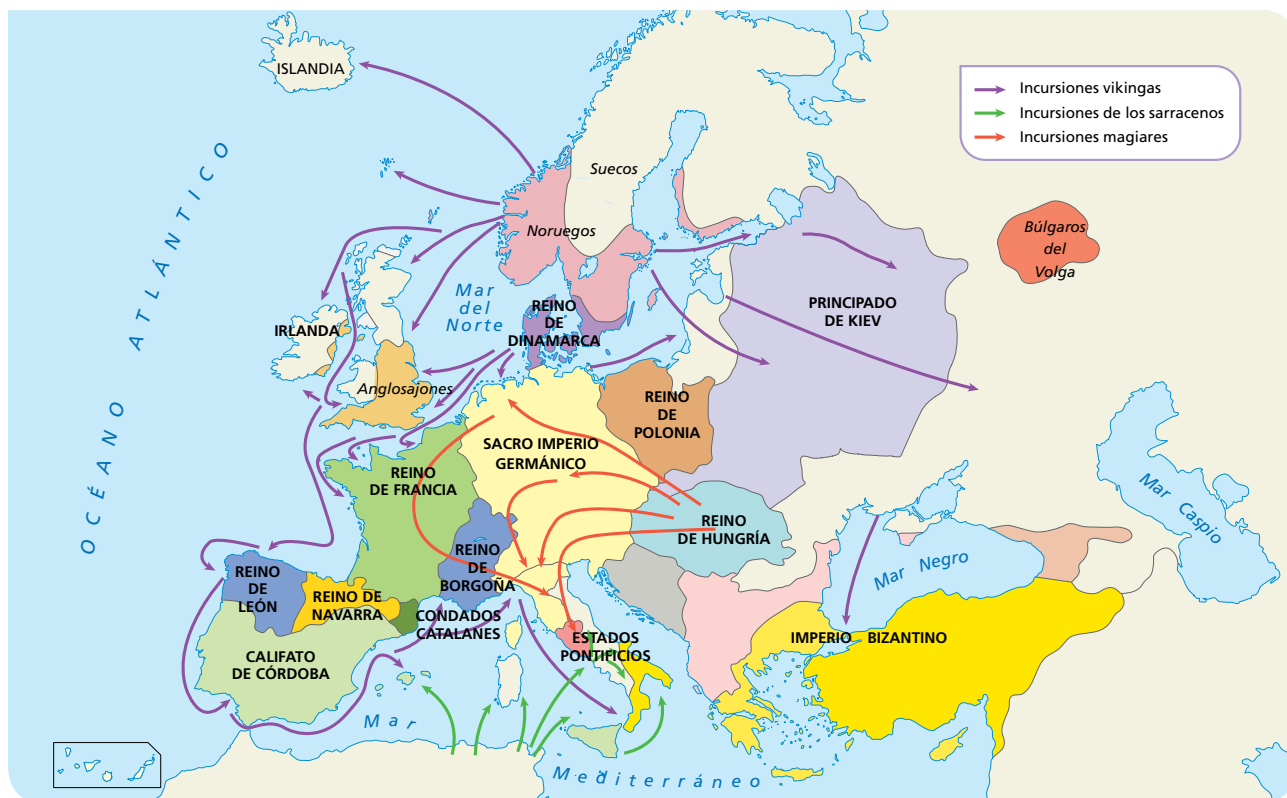 ISLANDIA
Incursiones vikingas
Incursiones de los sarracenos
Incursiones magiares
OCÉANO ATLÁNTICO
Suecos
Noruegos
Búlgaros
del
Volga
Mar
del
Norte
REINO
DE
DINAMARCA
PRINCIPADO
DE KIEV
IRLANDA
Anglosajones
REINO
DE
POLONIA
SACRO IMPERIO
GERMÁNICO
REINO
DE FRANCIA
REINO
DE HUNGRÍA
Mar Caspio
Mar Negro
REINO
DE
BORGOÑA
REINO
DE
LEÓN
REINO DE
NAVARRA
CONDADOS
CATALANES
ESTADOS
PONTIFICIOS
IMPERIO BIZANTINO
CALIFATO
DE CÓRDOBA
Mar
Mediterráneo